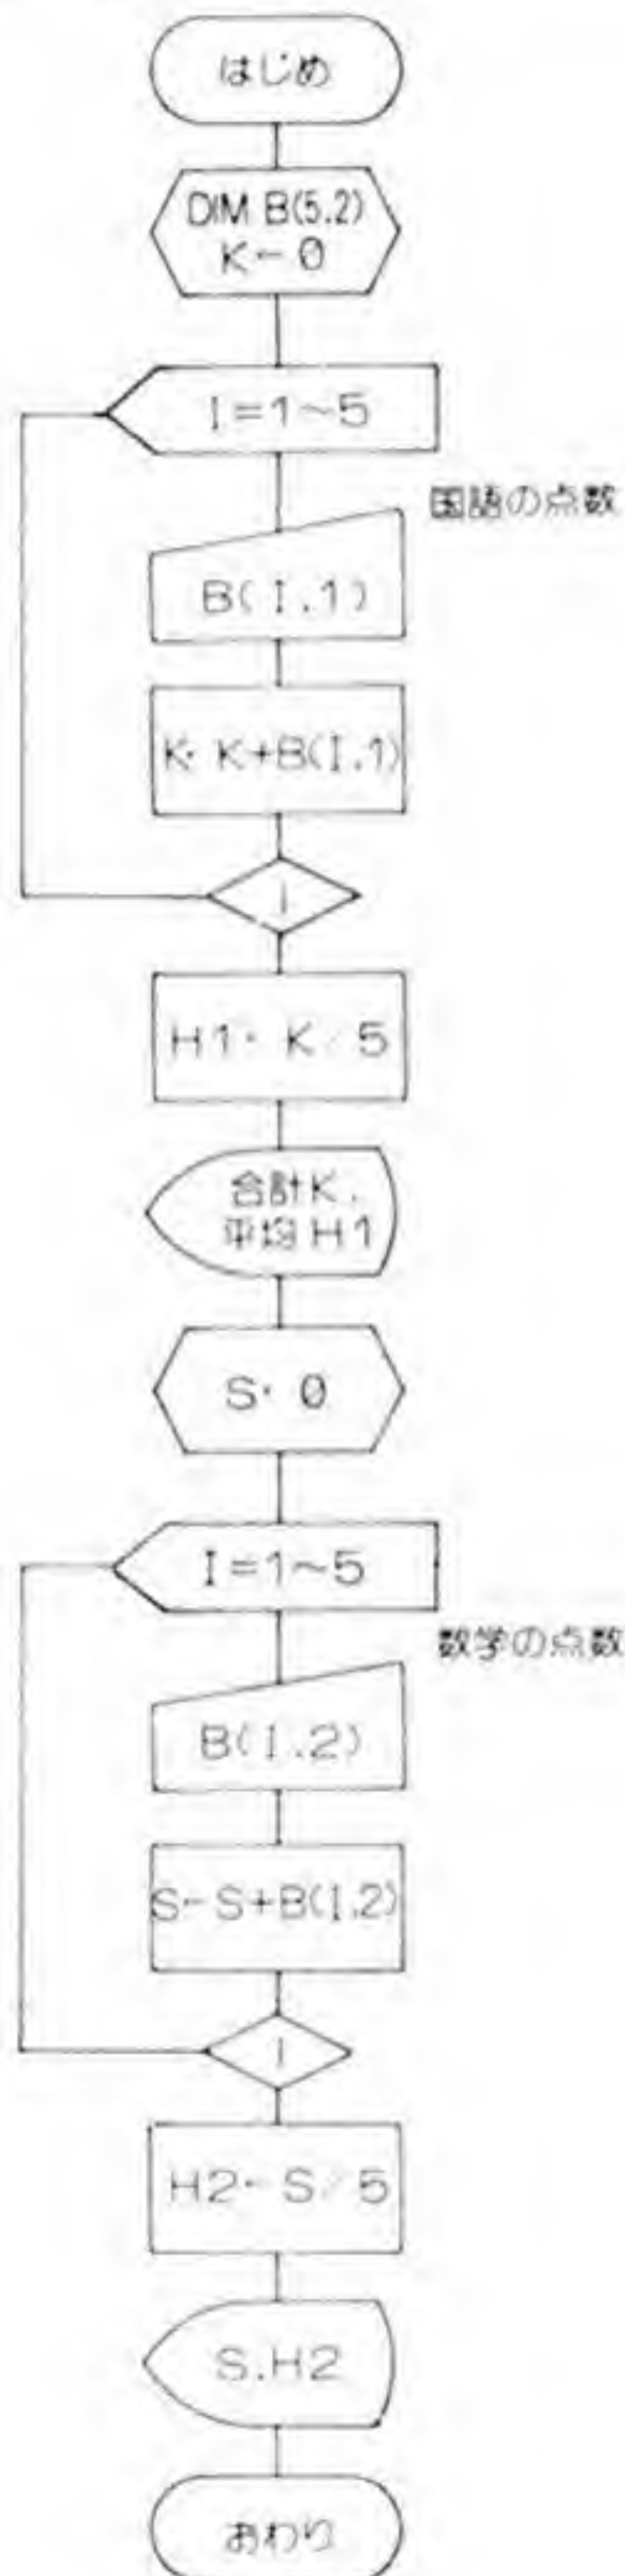 はじめ
DIM B(5.2)
K← 0
I=1~5
国語の点数
B(I.1)
K← K+B(I.1)
I
H1← K/5
合計K.
平均H1
S← 0
I=1~5
数学の点数
B(I.2)
S←S+B(I.2)
I
H2←S/5
S.H2
おわり